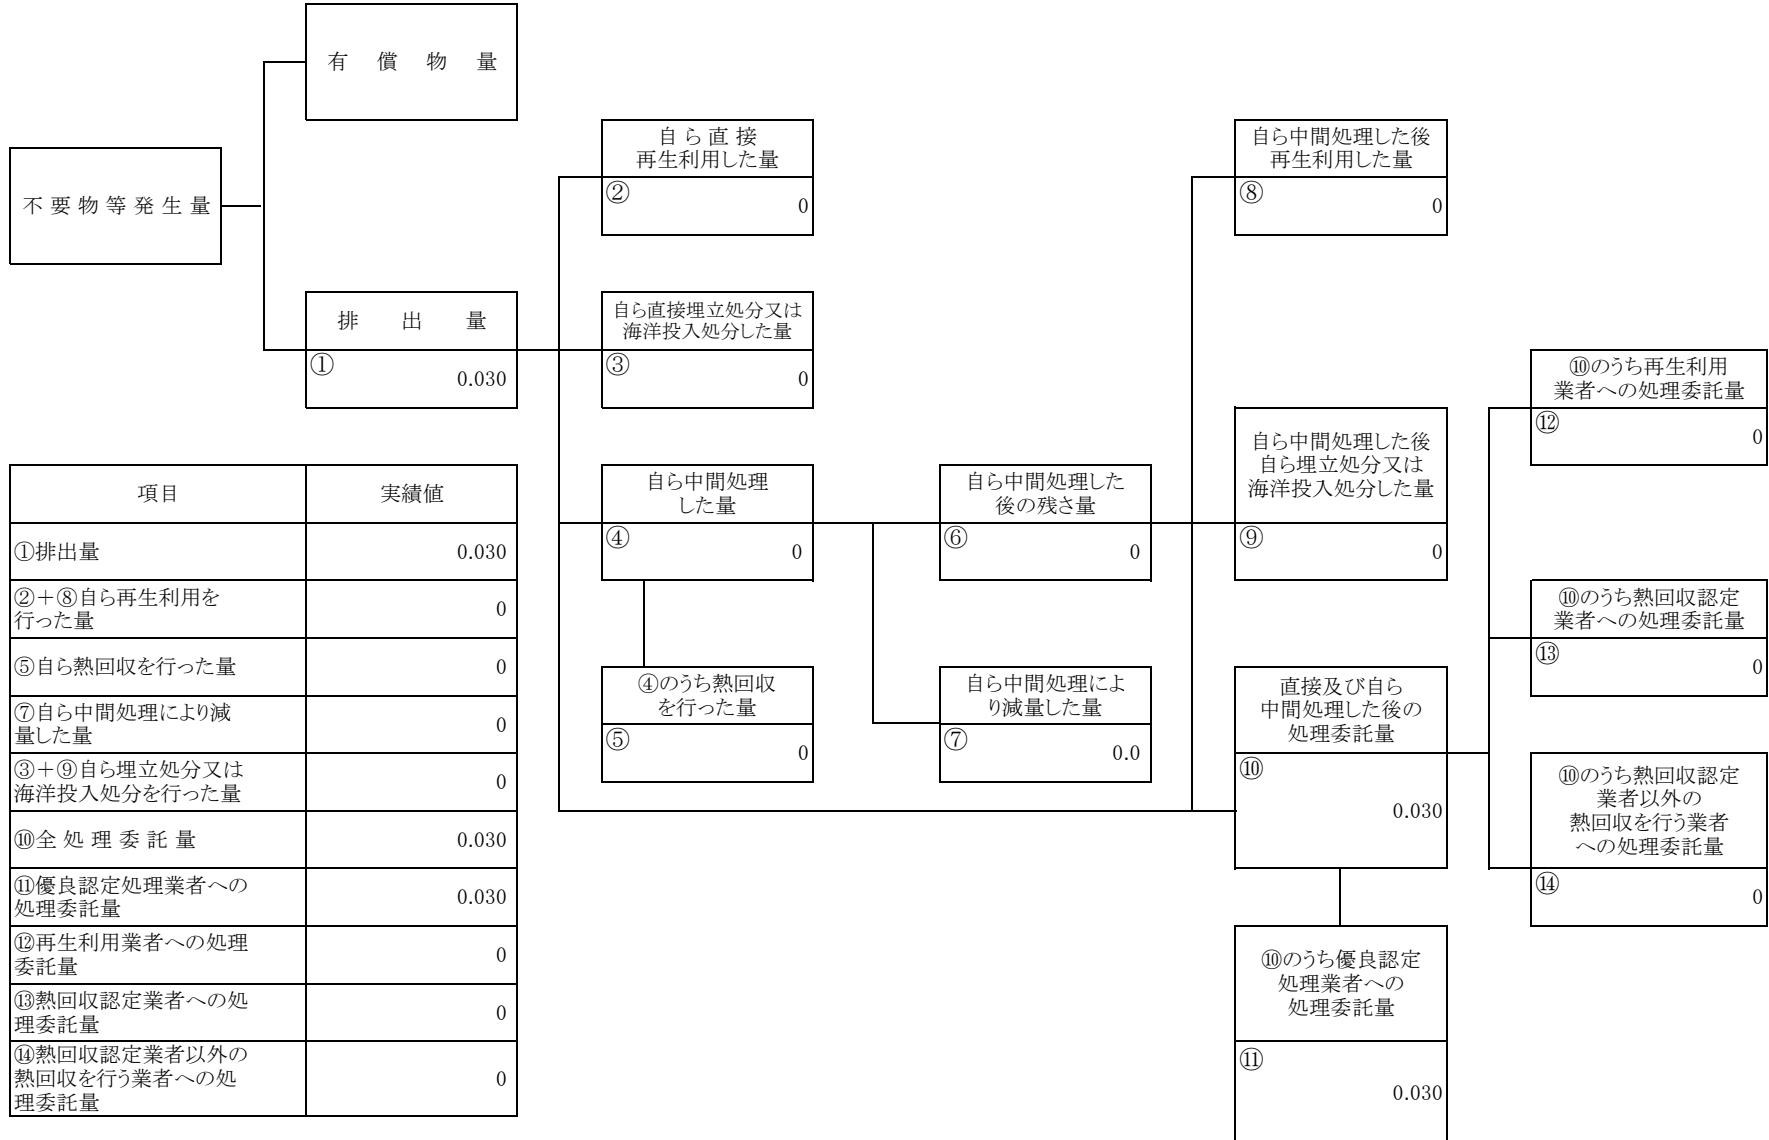 有償物量
不要物等発生量
排出量
①
0.030
自ら直接
再生利用した量
②
0
自ら直接埋立処分又は
海洋投入処分した量
③
0
自ら中間処理
した量
④
0
④のうち熱回収
を行った量
⑤
0
自ら中間処理した
後の残さ量
⑥
0
自ら中間処理によ
り減量した量
⑦
0.0
自ら中間処理した後
再生利用した量
⑧
0
自ら中間処理した後
自ら埋立処分又は
海洋投入処分した量
⑨
0
直接及び自ら
中間処理した後の
処理委託量
⑩
0.030
⑩のうち優良認定
処理業者への
処理委託量
⑪
0.030
⑩のうち再生利用
業者への処理委託量
⑫
0
⑩のうち熱回収認定
業者への処理委託量
⑬
0
⑩のうち熱回収認定
業者以外の
熱回収を行う業者
への処理委託量
⑭
0
項目 実績値
①排出量 0.030
②+⑧自ら再生利用を
行った量
0
⑤自ら熱回収を行った量 0
⑦自ら中間処理により減
量した量
0
③+⑨自ら埋立処分又は
海洋投入処分を行った量
0
⑩全処理委託量 0.030
⑪優良認定処理業者への
処理委託量
0.030
⑫再生利用業者への処理
委託量
0
⑬熱回収認定業者への処
理委託量
0
⑭熱回収認定業者以外の
熱回収を行う業者への処
理委託量
0